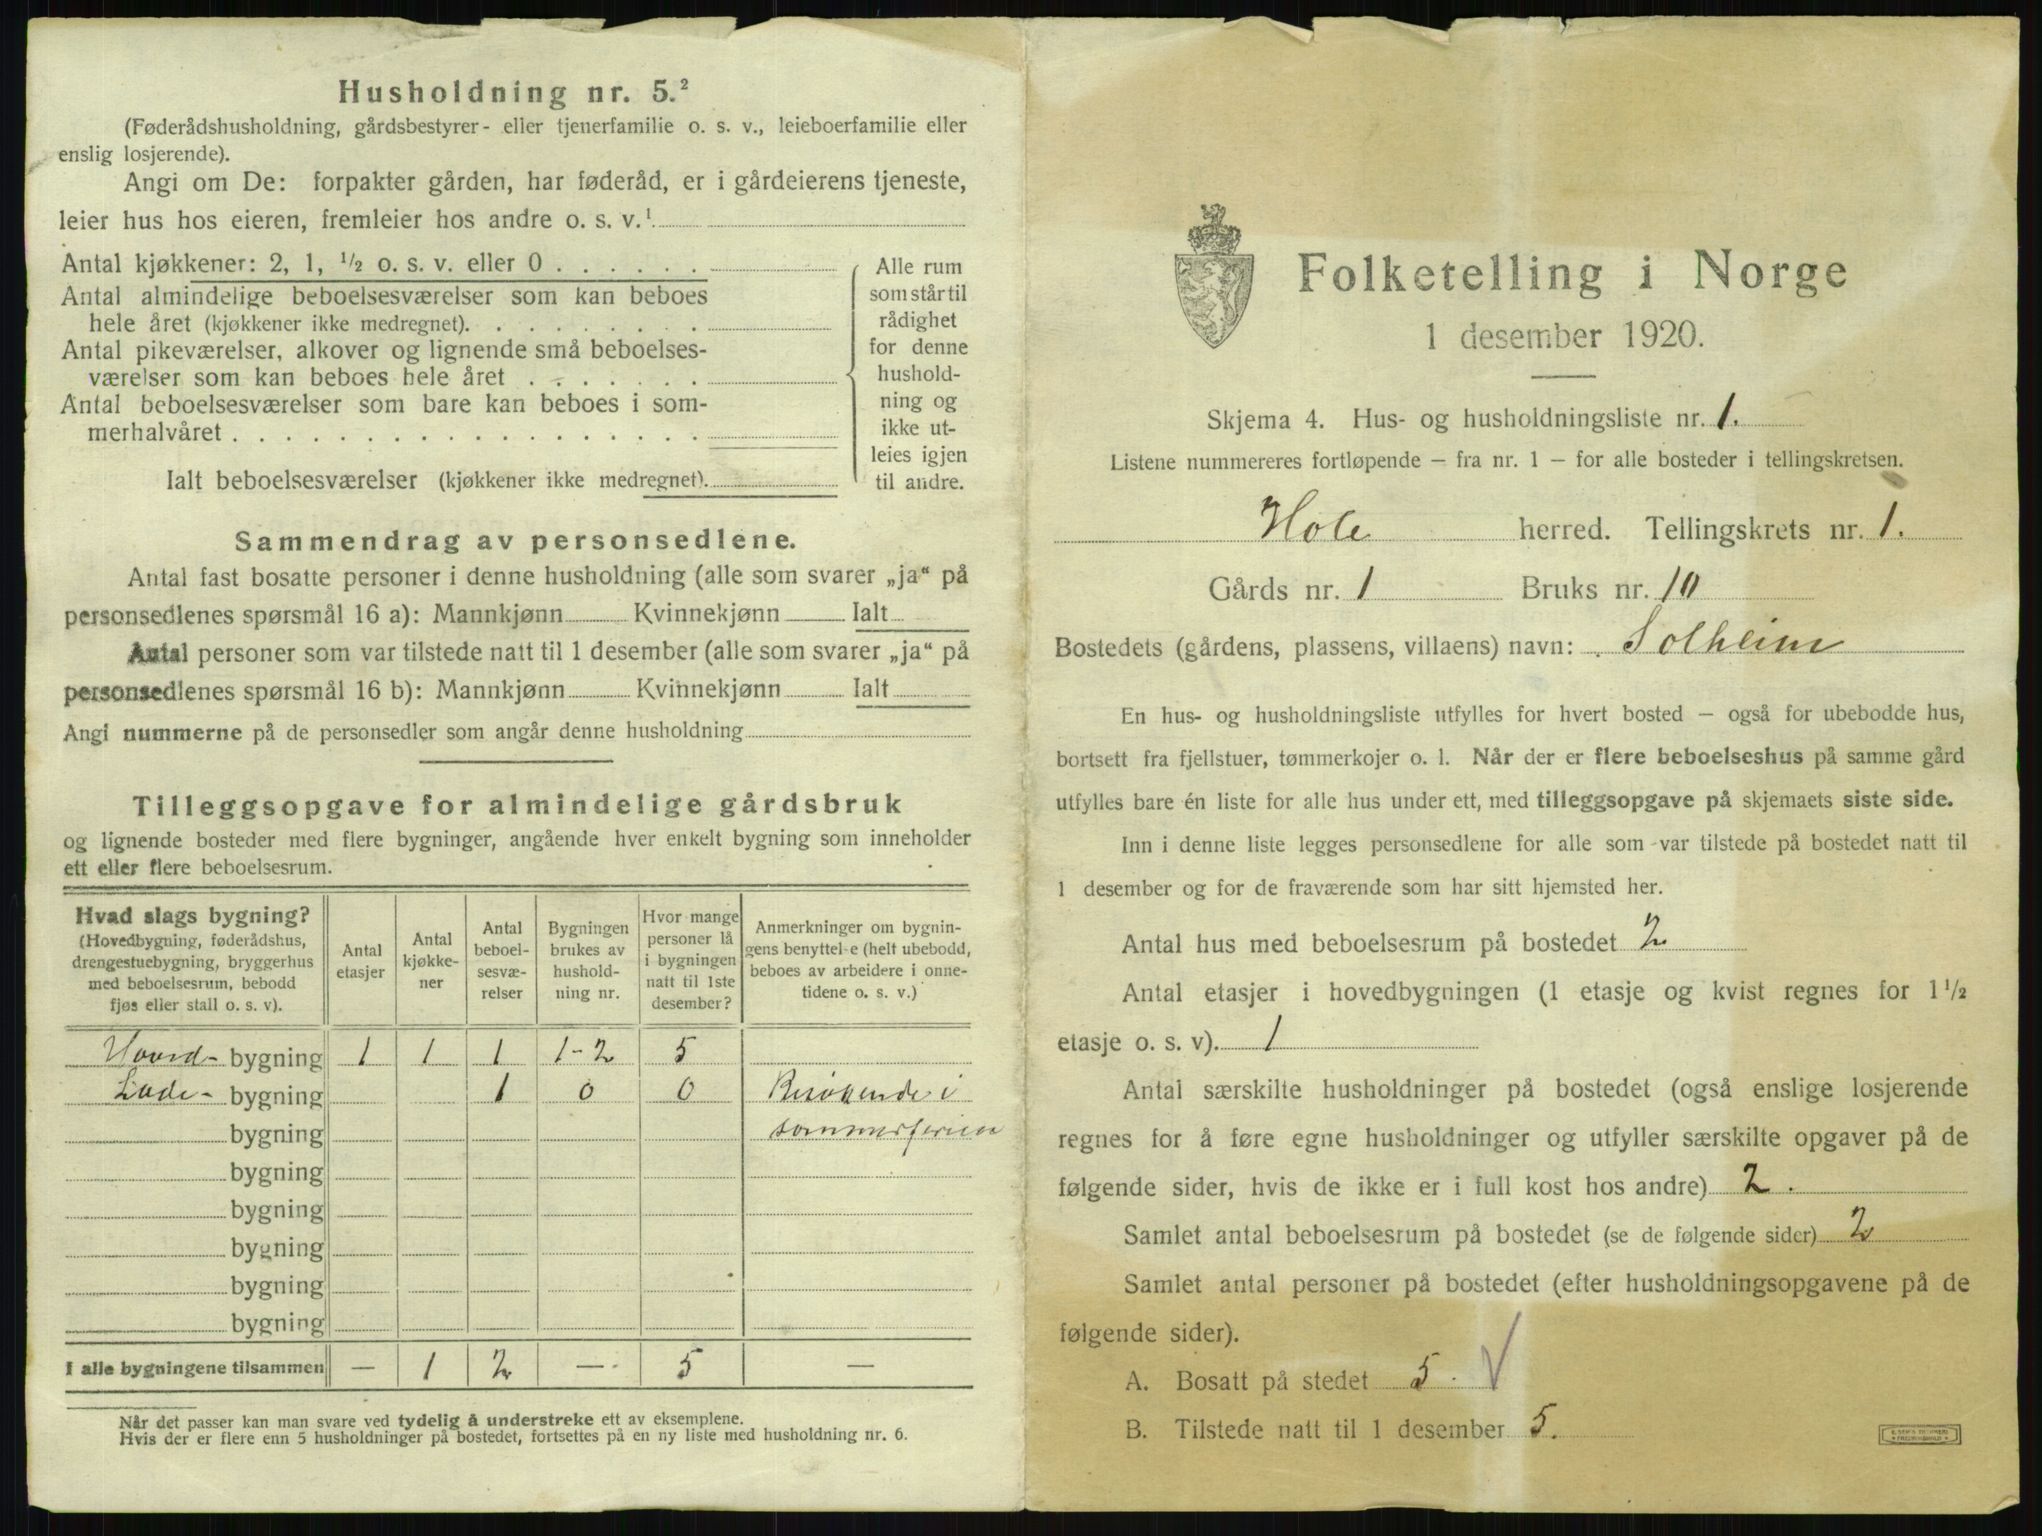 Husholdning nr. 5.²
(Føderådshusholdning, gårdsbestyrer- eller tjenerfamilie o. s. v., leieboerfamilie eller
enslig losjerende).
Angi om De: forpakter gården, har føderåd, er i gårdeierens tjeneste,
leier hus hos eieren, fremleier hos andre o. s. v.¹
Antal kjøkkener: 2, 1, ¹/₂ o. s. v. eller 0 . . . . . .
Antal almindelige beboelsesværelser som kan beboes
hele året (kjøkkener ikke medregnet). . . . . . . . .
Antal pikeværelser, alkover og lignende små beboelses-
værelser som kan beboes hele året . . . . . . .
Antal beboelsesværelser som bare kan beboes i som-
merhalvåret . . . . . . . . . . . . . . . . . .
Ialt beboelsesværelser (kjøkkener ikke medregnet).
Alle rum
som står til
rådighet
for denne
hushold-
ning og
ikke ut-
leies igjen
til andre.
Sammendrag av personsedlene.
Antal fast bosatte personer i denne husholdning (alle som svarer „ja“ på
personsedlenes spørsmål 16 a): Mannkjønn Kvinnekjønn Ialt
Antal personer som var tilstede natt til 1 desember (alle som svarer „ja“ på
personsedlenes spørsmål 16 b): Mannkjønn Kvinnekjønn Ialt
Angi nummerne på de personsedler som angår denne husholdning
Tilleggsopgave for almindelige gårdsbruk
og lignende bosteder med flere bygninger, angående hver enkelt bygning som inneholder
ett eller flere beboelsesrum.
Hvad slags bygning?
(Hovedbygning, føderådshus,
drengestuebygning, bryggerhus
med beboelsesrum, bebodd
fjøs eller stall o. s. v).
Antal
etasjer
Antal
kjøkke-
ner
Antal
beboel-
sesvæ-
relser
Bygningen
brukes av
hushold-
ning nr.
Hvor mange
personer lå
i bygningen
natt til 1ste
desember?
Anmerkninger om bygnin-
gens benyttel-e (helt ubebodd,
beboes av arbeidere i onne-
tidene o. s. v.)
Hoved- bygning 1 1 1 1-2 5
Lade- bygning 1 0 0 Besökende i
bygning sommerferien
bygning
bygning
bygning
bygning
bygning
I alle bygningene tilsammen — 1 2 — 5 —
Når det passer kan man svare ved tydelig å understreke ett av eksemplene.
Hvis der er flere enn 5 husholdninger på bostedet, fortsettes på en ny liste med husholdning nr. 6.
Folketelling i Norge
1 desember 1920.
Skjema 4. Hus- og husholdningsliste nr. 1.
Listene nummereres fortløpende – fra nr. 1 – for alle bosteder i tellingskretsen.
Hole herred. Tellingskrets nr. 1.
Gårds nr. 1 Bruks nr. 10
Bostedets (gårdens, plassens, villaens) navn: Solheim
En hus- og husholdningsliste utfylles for hvert bosted – også for ubebodde hus,
bortsett fra fjellstuer, tømmerkojer o. l. Når der er flere beboelseshus på samme gård
utfylles bare én liste for alle hus under ett, med tilleggsopgave på skjemaets siste side.
Inn i denne liste legges personsedlene for alle som var tilstede på bostedet natt til
1 desember og for de fraværende som har sitt hjemsted her.
Antal hus med beboelsesrum på bostedet 2
Antal etasjer i hovedbygningen (1 etasje og kvist regnes for 1 ¹/₂
etasje o. s. v). 1
Antal særskilte husholdninger på bostedet (også enslige losjerende
regnes for å føre egne husholdninger og utfyller særskilte opgaver på de
følgende sider, hvis de ikke er i full kost hos andre) 2.
Samlet antal beboelsesrum på bostedet (se de følgende sider) 2
Samlet antal personer på bostedet (efter husholdningsopgavene på de
følgende sider).
A. Bosatt på stedet 5.
B. Tilstede natt til 1 desember 5.